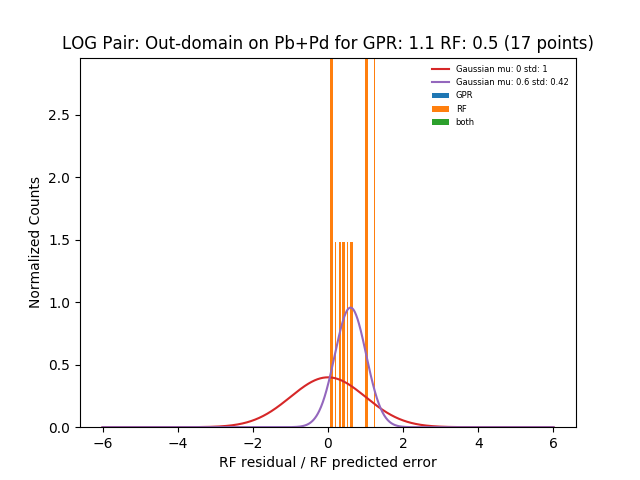 LOG Pair: Out-domain on Pb+Pd for GPR: 1.1 RF: 0.5 (17 points)
Gaussian mu: 0 std: 1
Gaussian mu: 0.6 std: 0.42
GPR
RF
both
Normalized Counts
2.5
2.0
1.5
1.0
0.5
0.0
−6
−4
−2
0
2
4
6
RF residual / RF predicted error